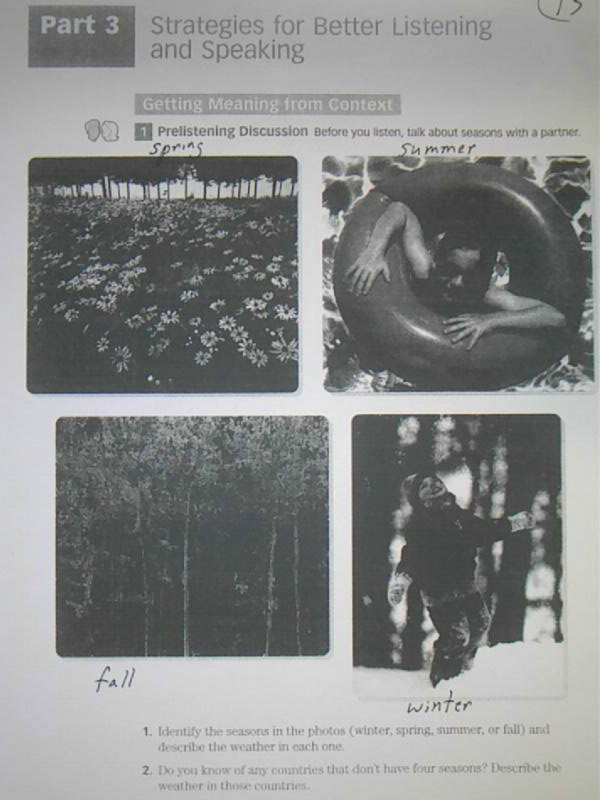 Part 3
Strategies for Better Listening
and Speaking
Getting Meaning from Context
1 Prelistening Discussion Before you listen, talk about seasons with a partner.
spring
summer
fall
winter
1. Identify the seasons in the photos (winter, spring, summer, or fall) and
describe the weather in each one.
2. Do you know of any countries that don't have four seasons? Describe the
weather in those countries.